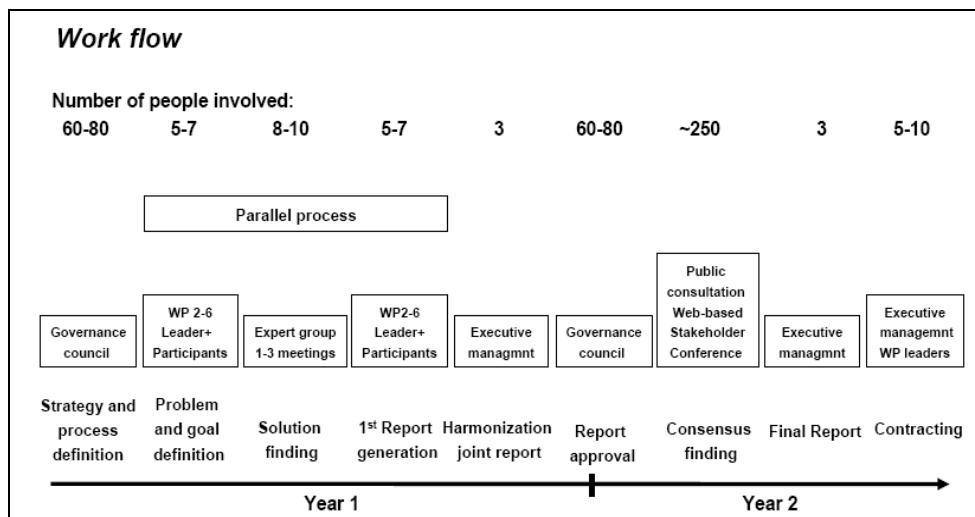 Work flow
Number of people involved:
60-80 5-7 8-10 5-7 3 60-80 ~250 3 5-10
Parallel process
Governance
council
WP 2-6
Leader+
Participants
Expert group
1-3 meetings
WP2-6
Leader+
Participants
Executive
managmnt
Governance
council
Public
consultation
Web-based
Stakeholder
Conference
Executive
managmnt
Executive
managemnt
WP leaders
Strategy and
process
definition
Problem
and goal
definition
Solution
finding
1st Report
generation
Harmonization
joint report
Report
approval
Consensus
finding
Final Report
Contracting
Year 1
Year 2